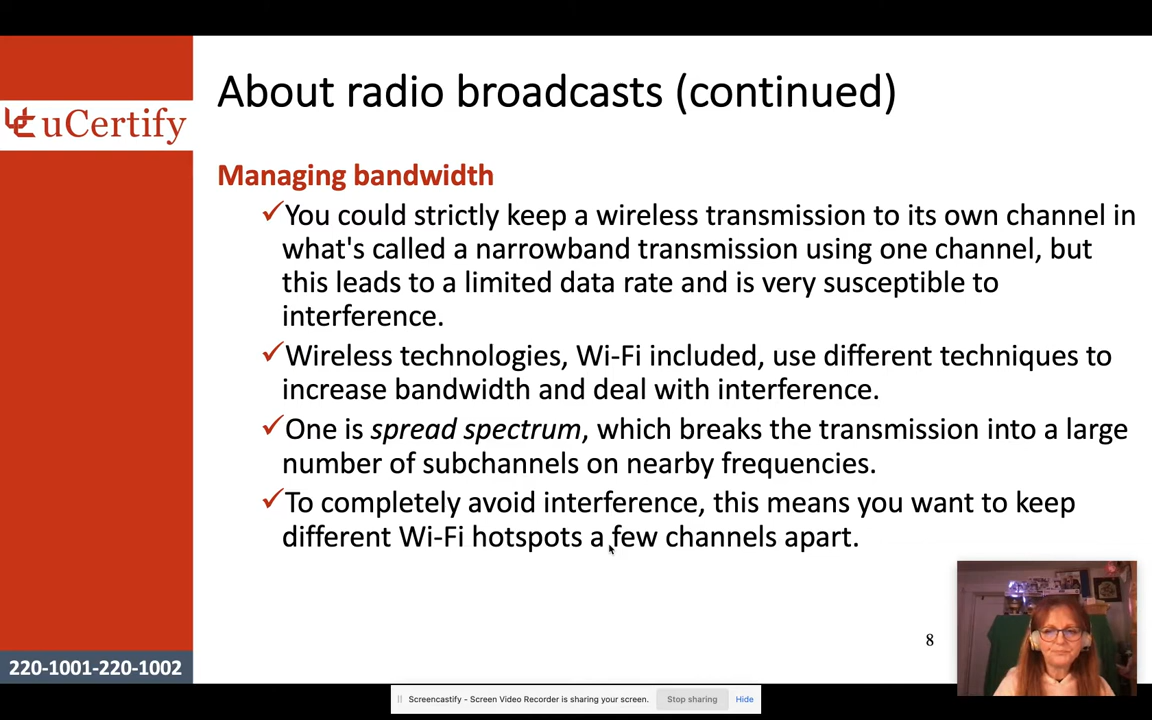 About radio broadcasts (continued)
uCertify
Managing bandwidth
You could strictly keep a wireless transmission to its own channel in
what's called a narrowband transmission using one channel, but
this leads to a limited data rate and is very susceptible to
interference.
Wireless technologies, Wi-Fi included, use different techniques to
increase bandwidth and deal with interference.
One is spread spectrum, which breaks the transmission into a large
number of subchannels on nearby frequencies.
To completely avoid interference, this means you want to keep
different Wi-Fi hotspots a few channels apart.
8
220-1001-220-1002
Screencastify - Screen Video Recorder is sharing your screen. Stop sharing Hide